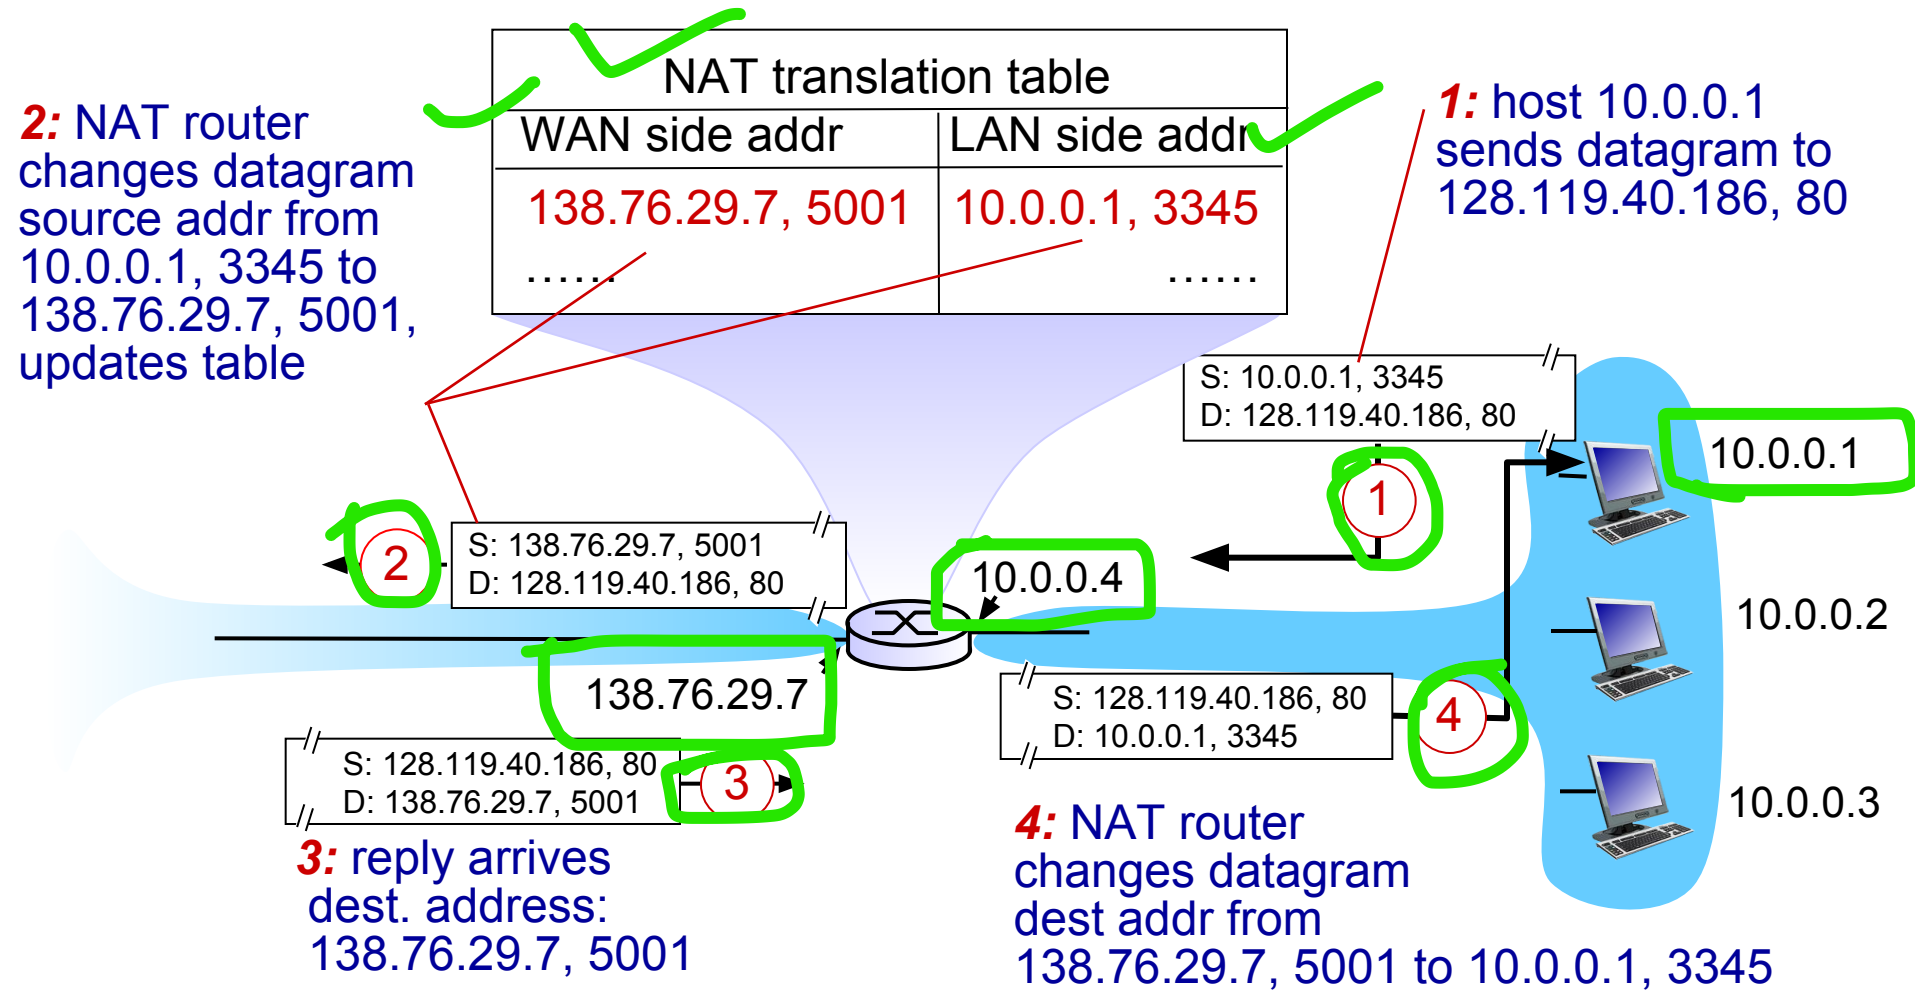 NAT translation table
WAN side addr
LAN side addr
138.76.29.7, 5001
10.0.0.1, 3345
......
......
2: NAT router
changes datagram
source addr from
10.0.0.1, 3345 to
138.76.29.7, 5001,
updates table
1: host 10.0.0.1
sends datagram to
128.119.40.186, 80
S: 10.0.0.1, 3345
D: 128.119.40.186, 80
1
10.0.0.1
2
S: 138.76.29.7, 5001
D: 128.119.40.186, 80
10.0.0.4
10.0.0.2
138.76.29.7
S: 128.119.40.186, 80
D: 10.0.0.1, 3345
4
S: 128.119.40.186, 80
D: 138.76.29.7, 5001
3
10.0.0.3
3: reply arrives
dest. address:
138.76.29.7, 5001
4: NAT router
changes datagram
dest addr from
138.76.29.7, 5001 to 10.0.0.1, 3345